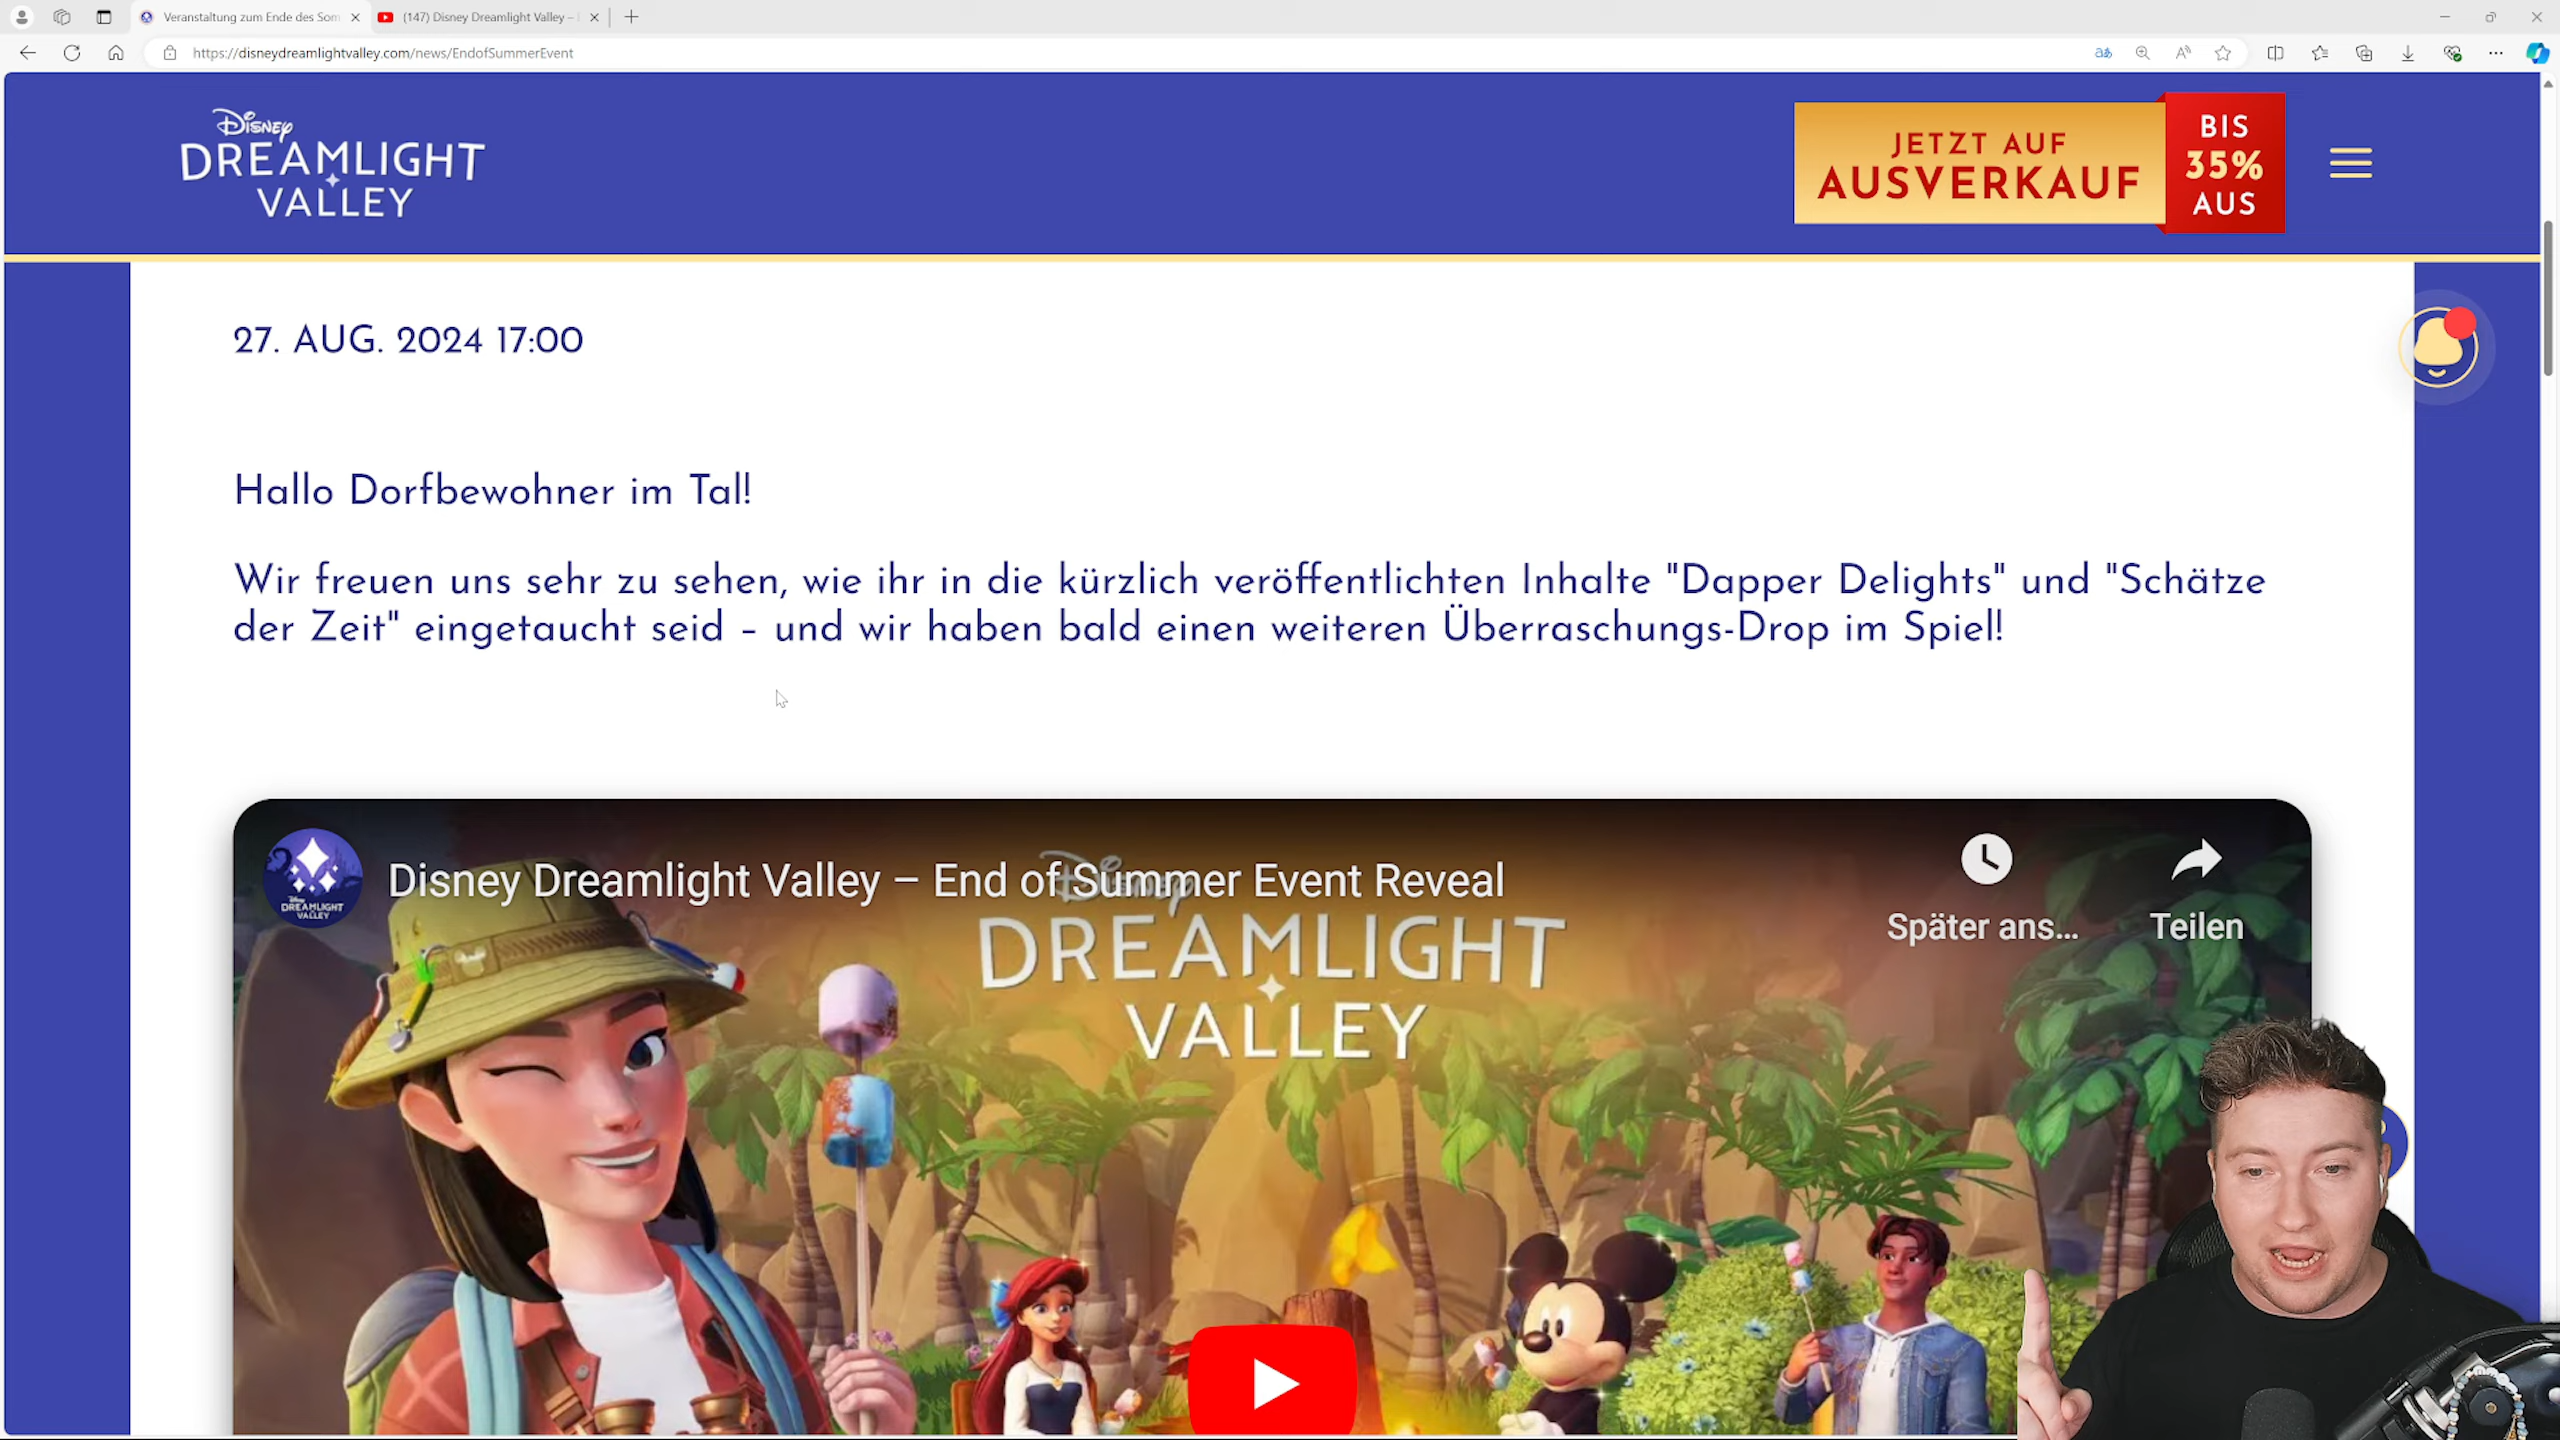 Veranstaltung zum Ende des Som
(147) Disney Dreamlight Valley –
https://disneydreamlightvalley.com/news/EndofSummerEvent
Disney
DREAMLIGHT
VALLEY
JETZT AUF
AUSVERKAUF
BIS
35%
AUS
27. AUG. 2024 17:00
Hallo Dorfbewohner im Tal!
Wir freuen uns sehr zu sehen, wie ihr in die kürzlich veröffentlichten Inhalte "Dapper Delights" und "Schätze
der Zeit" eingetaucht seid – und wir haben bald einen weiteren Überraschungs-Drop im Spiel!
DREAMLIGHT
VALLEY
Disney Dreamlight Valley – End of Summer Event Reveal
Später ans...
Teilen
Disney
DREAMLIGHT
VALLEY